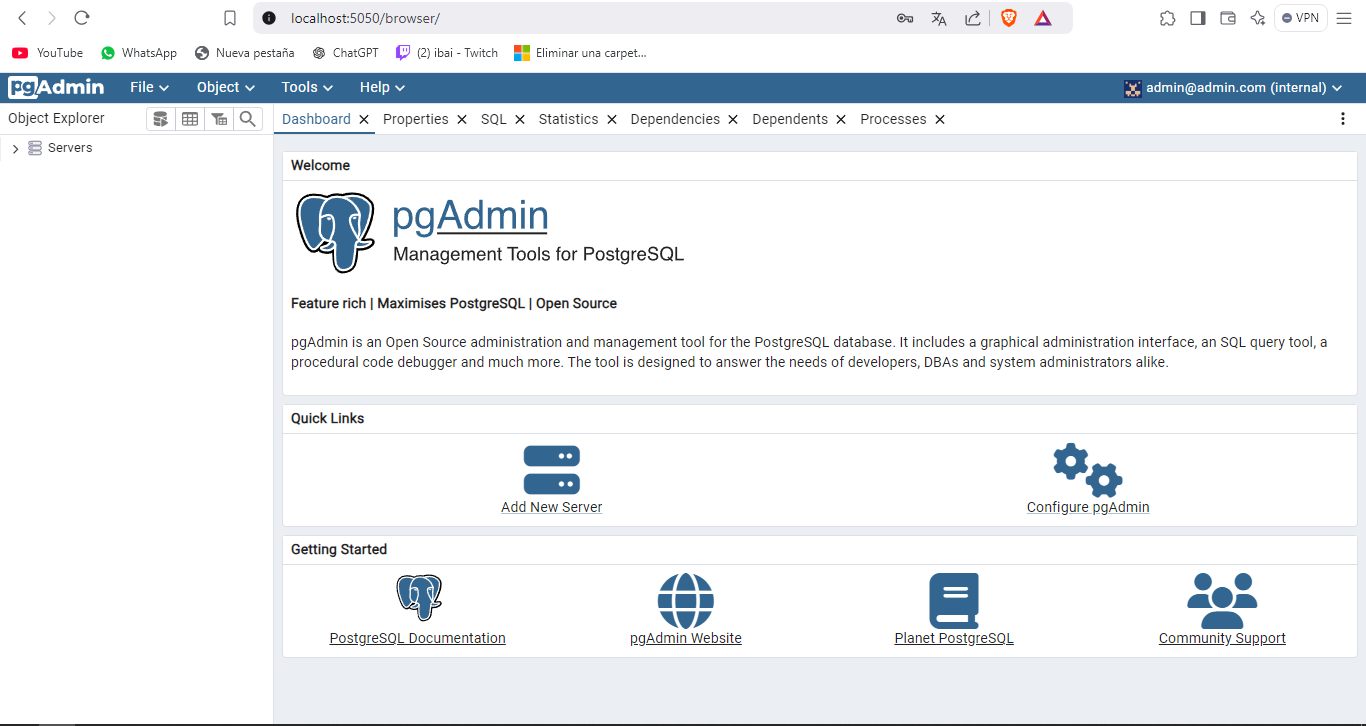 localhost:5050/browser/
VPN
YouTube WhatsApp Nueva pestaña ChatGPT (2) ibai - Twitch Eliminar una carpet...
pgAdmin File Object Tools Help admin@admin.com (internal)
Object Explorer
Dashboard Properties SQL Statistics Dependencies Dependents Processes
Servers
Welcome
pgAdmin
Management Tools for PostgreSQL
Feature rich | Maximises PostgreSQL | Open Source
pgAdmin is an Open Source administration and management tool for the PostgreSQL database. It includes a graphical administration interface, an SQL query tool, a
procedural code debugger and much more. The tool is designed to answer the needs of developers, DBAs and system administrators alike.
Quick Links
Add New Server Configure pgAdmin
Getting Started
PostgreSQL Documentation pgAdmin Website Planet PostgreSQL Community Support